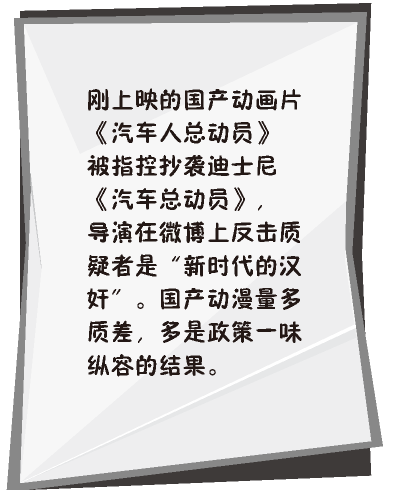 刚上映的国产动画片
《汽车人总动员》
被指控抄袭迪士尼
《汽车总动员》，
导演在微博上反击质
疑者是“新时代的汉
奸”。国产动漫量多
质差，多是政策一味
纵容的结果。